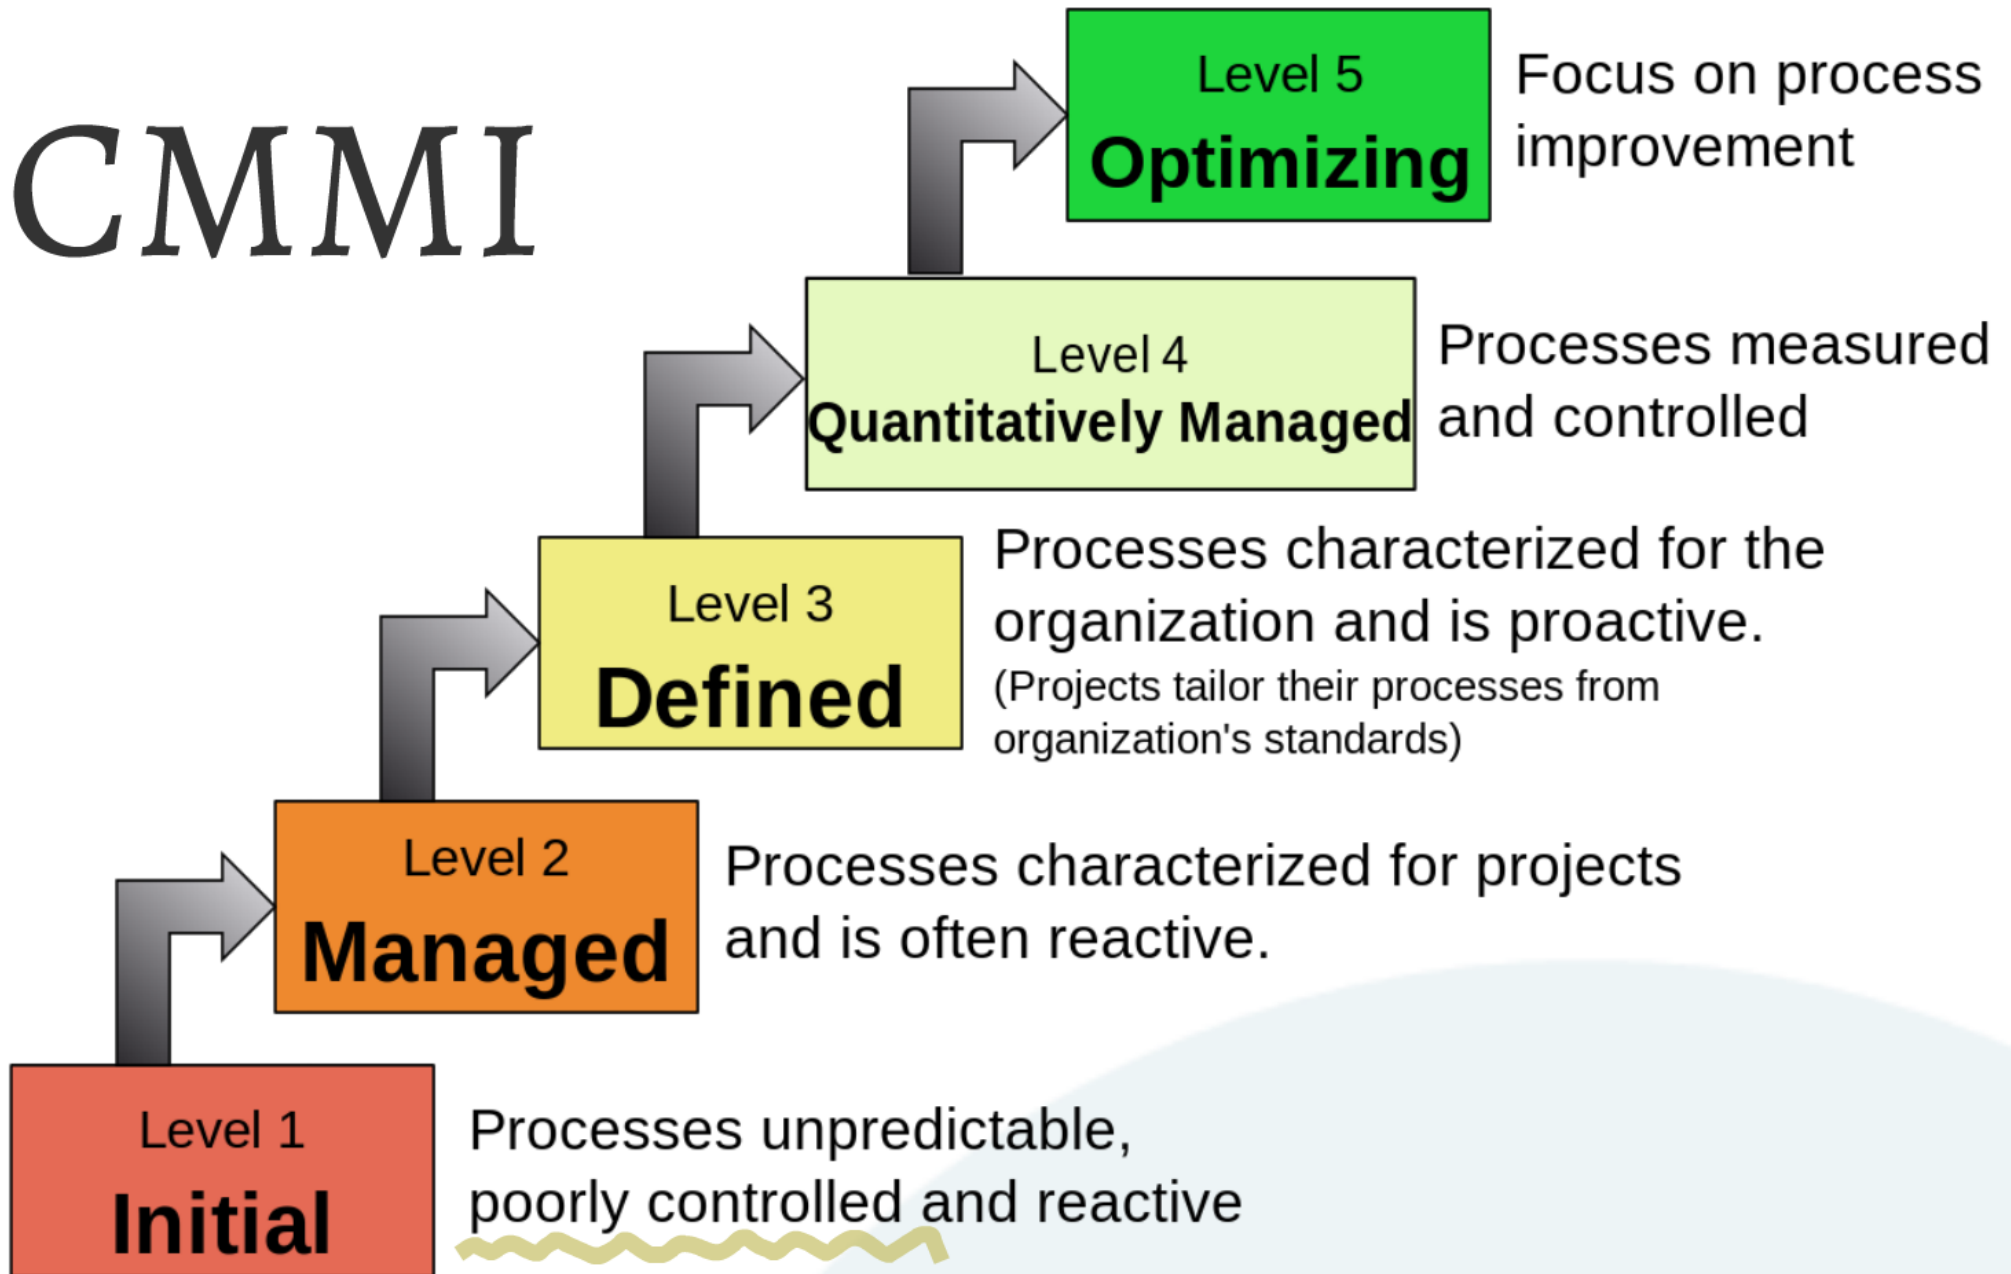 CMMI
Level 5
Optimizing
Focus on process
improvement
Level 4
Quantitatively Managed
Processes measured
and controlled
Level 3
Defined
Processes characterized for the
organization and is proactive.
(Projects tailor their processes from
organization's standards)
Level 2
Managed
Processes characterized for projects
and is often reactive.
Level 1
Initial
Processes unpredictable,
poorly controlled and reactive